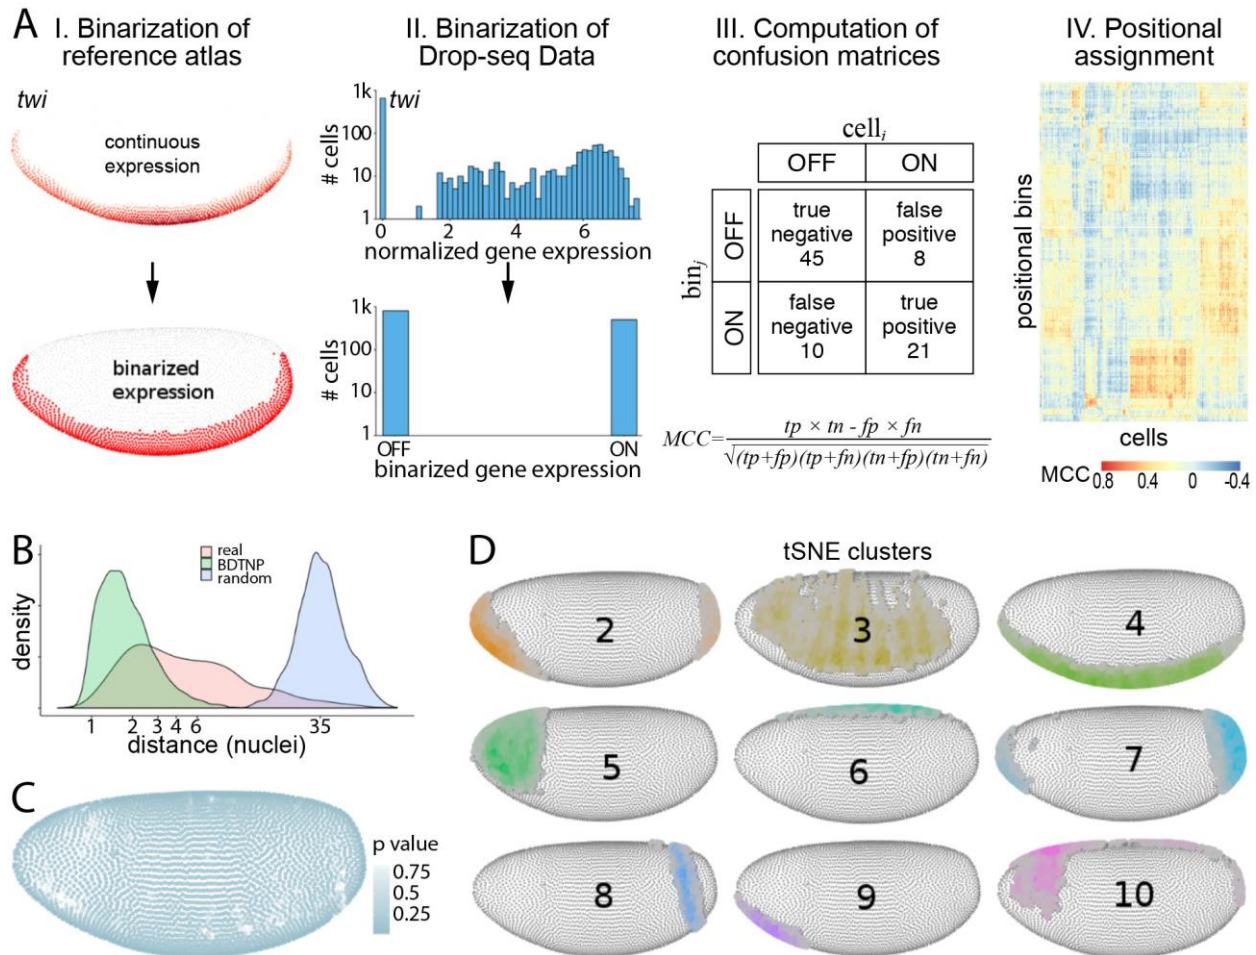 A
I. Binarization of
reference atlas
twi
continuous
expression
binarized
expression
II. Binarization of
Drop-seq Data
1k
twi
100
10
1
# cells
0 2 4 6
normalized gene expression
1k
100
10
1
# cells
OFF ON
binarized gene expression
III. Computation of
confusion matrices
cell_i
OFF ON
bin_j
OFF
ON
true
negative
45
false
positive
8
false
negative
10
true
positive
21
MCC= tp × tn - fp × fn
√(tp+fp)(tp+fn)(tn+fp)(tn+fn)
IV. Positional
assignment
positional bins
cells
MCC
0.8 0.4 0 -0.4
B
real
BDTNP
random
density
1 2 3 4 6 35
distance (nuclei)
C
p value
0.75
0.5
0.25
D
tSNE clusters
2
3
4
5
6
7
8
9
10